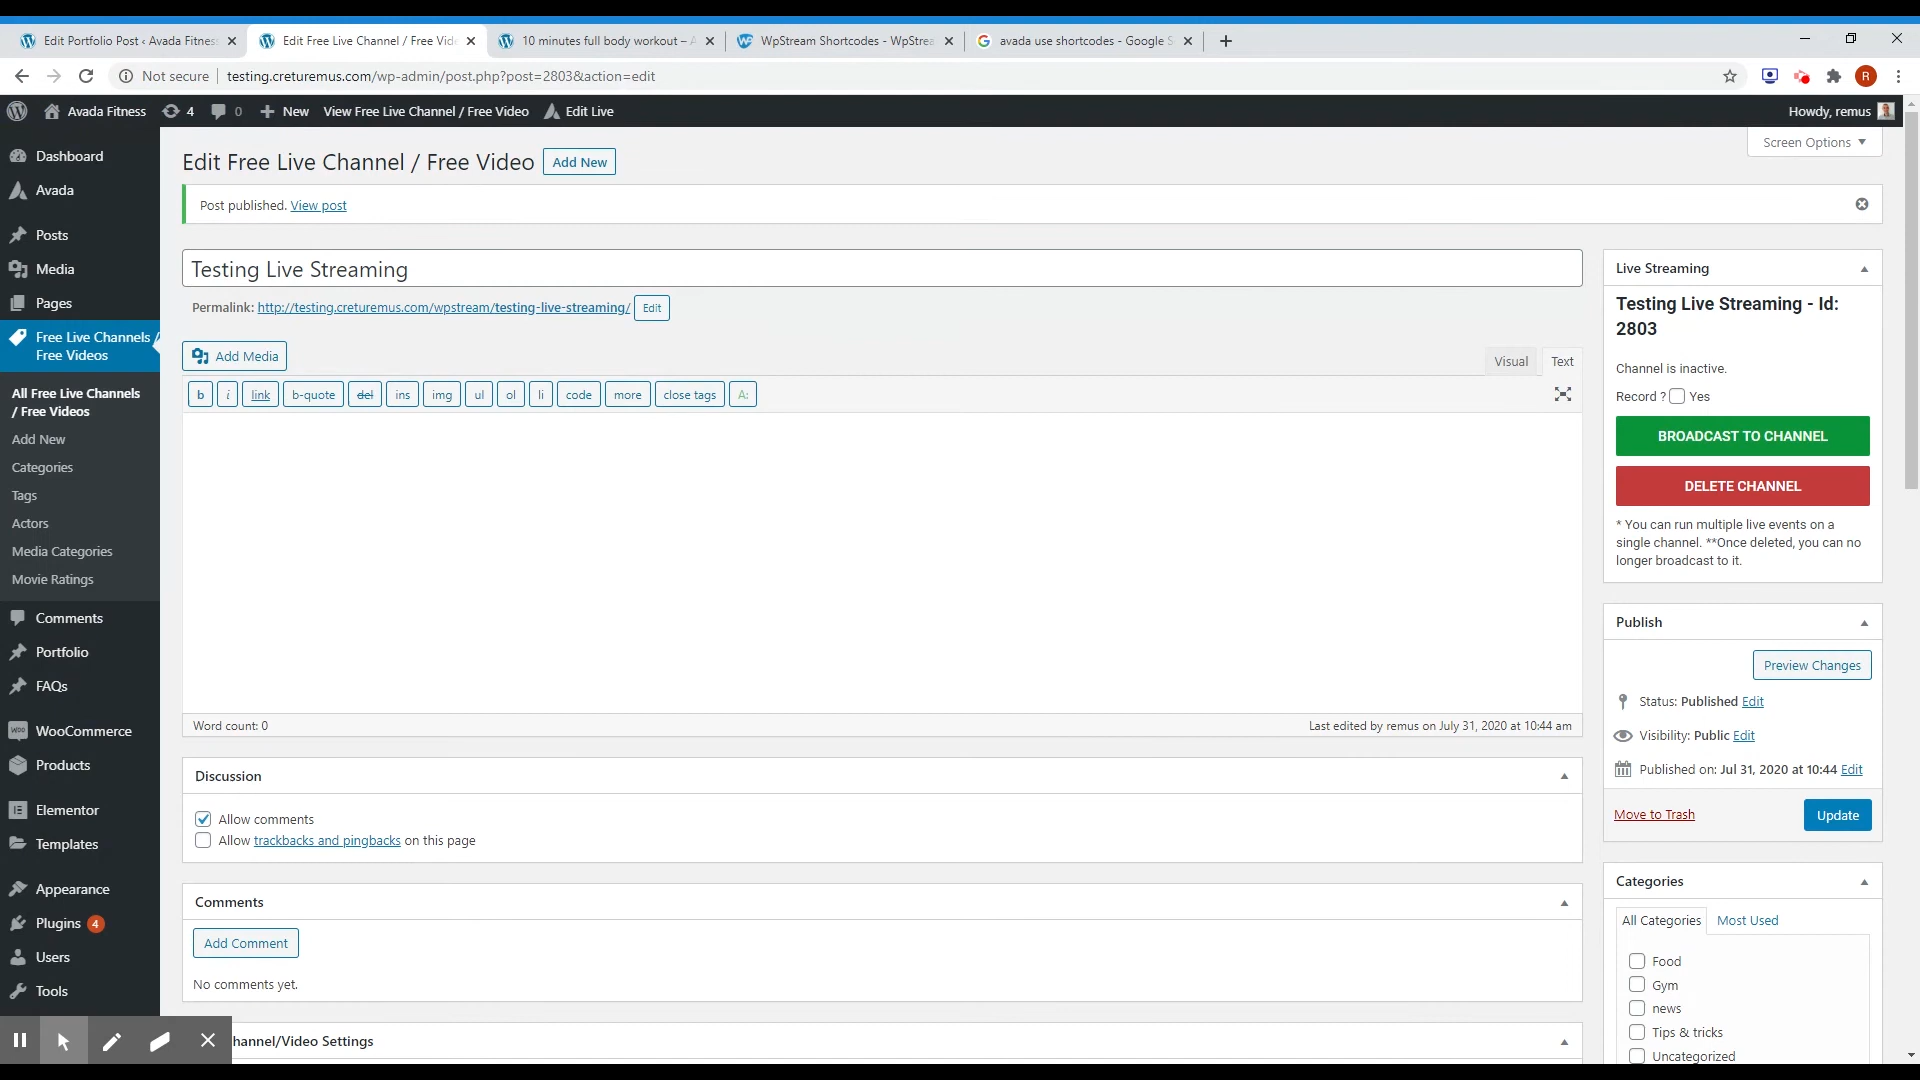 Edit Portfolio Post ‹ Avada Fitnes
Edit Free Live Channel / Free Vide
10 minutes full body workout – A
WpStream Shortcodes - WpStrea
avada use shortcodes - Google S
Not secure
testing.creturemus.com/wp-admin/post.php?post=2803&action=edit
R
Avada Fitness
4
0
New
View Free Live Channel / Free Video
Edit Live
Howdy, remus
Dashboard
Avada
Posts
Media
Pages
Free Live Channels /
Free Videos
All Free Live Channels
/ Free Videos
Add New
Categories
Tags
Actors
Media Categories
Movie Ratings
Comments
Portfolio
FAQs
WooCommerce
Products
Elementor
Templates
Appearance
Plugins 4
Users
Tools
Screen Options
Edit Free Live Channel / Free Video
Add New
Post published. View post
Testing Live Streaming
Permalink: http://testing.creturemus.com/wpstream/testing-live-streaming/ Edit
Add Media
Visual
Text
b
i
link
b-quote
del
ins
img
ul
ol
li
code
more
close tags
A:
Word count: 0
Last edited by remus on July 31, 2020 at 10:44 am
Discussion
Allow comments
Allow trackbacks and pingbacks on this page
Comments
Add Comment
No comments yet.
hannel/Video Settings
Live Streaming
Testing Live Streaming - Id:
2803
Channel is inactive.
Record ? Yes
BROADCAST TO CHANNEL
DELETE CHANNEL
* You can run multiple live events on a
single channel. **Once deleted, you can no
longer broadcast to it.
Publish
Preview Changes
Status: Published Edit
Visibility: Public Edit
Published on: Jul 31, 2020 at 10:44 Edit
Move to Trash
Update
Categories
All Categories
Most Used
Food
Gym
news
Tips & tricks
Uncategorized